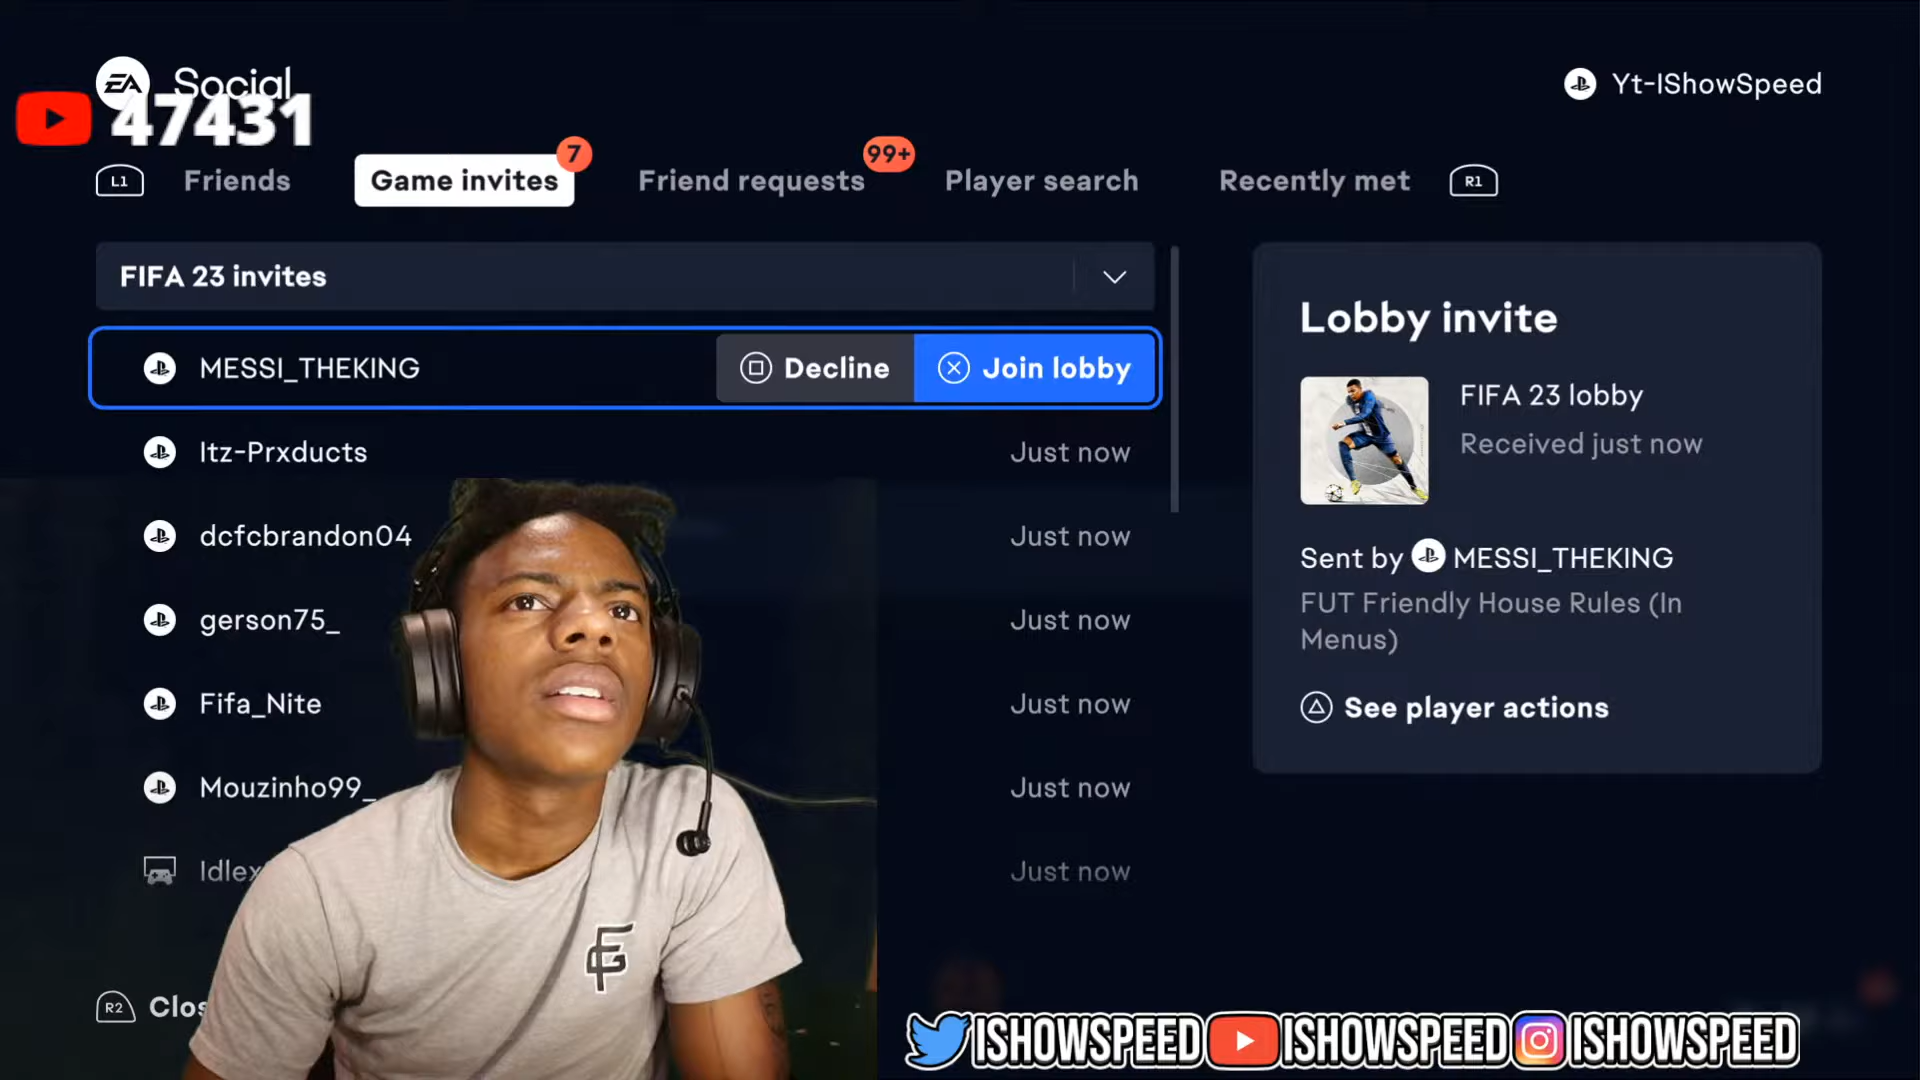 EA Social
Yt-IShowSpeed
47431
L1 Friends Game invites 7 Friend requests 99+ Player search Recently met R1
FIFA 23 invites
MESSI_THEKING Decline Join lobby
Itz-Prxducts Just now
dcfcbrandon04 Just now
gerson75_ Just now
Fifa_Nite Just now
Mouzinho99_ Just now
Idlex Just now
Lobby invite
FIFA 23 lobby
Received just now
Sent by MESSI_THEKING
FUT Friendly House Rules (In
Menus)
See player actions
R2 Clos
FG
ISHOWSPEED ISHOWSPEED ISHOWSPEED